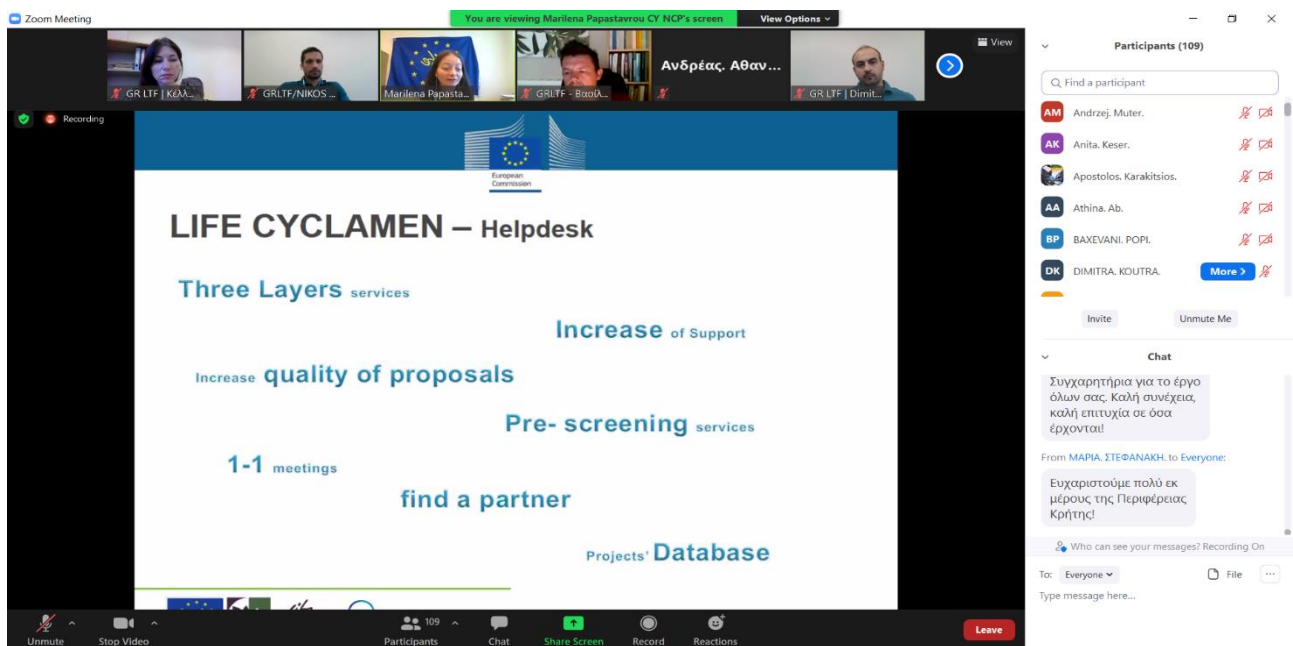 Zoom Meeting
You are viewing Marilena Papastavrou CY NCP's screen
View Options
GR LTF | Κέλλ...
GRLTF/NIKOS ...
Marilena Papasta...
GRLTF - Βασίλ...
Ανδρέας. Αθαν...
GR LTF | Dimit...
View
Recording
European
Commission
LIFE CYCLAMEN – Helpdesk
Three Layers services
Increase of Support
Increase quality of proposals
Pre- screening services
1-1 meetings
find a partner
Projects' Database
Participants (109)
Find a participant
AM Andrzej. Muter.
AK Anita. Keser.
Apostolos. Karakitsios.
AA Athina. Ab.
BP BAXEVANI. POPI.
DK DIMITRA. KOUTRA. More >
Invite Unmute Me
Chat
Συγχαρητήρια για το έργο
όλων σας. Καλή συνέχεια,
καλή επιτυχία σε όσα
έρχονται!
From ΜΑΡΙΑ. ΣΤΕΦΑΝΑΚΗ. to Everyone:
Ευχαριστούμε πολύ εκ
μέρους της Περιφέρειας
Κρήτης!
Who can see your messages? Recording On
To: Everyone File ...
Type message here...
Unmute
Stop Video
109
Participants
Chat
Share Screen
Record
Reactions
Leave